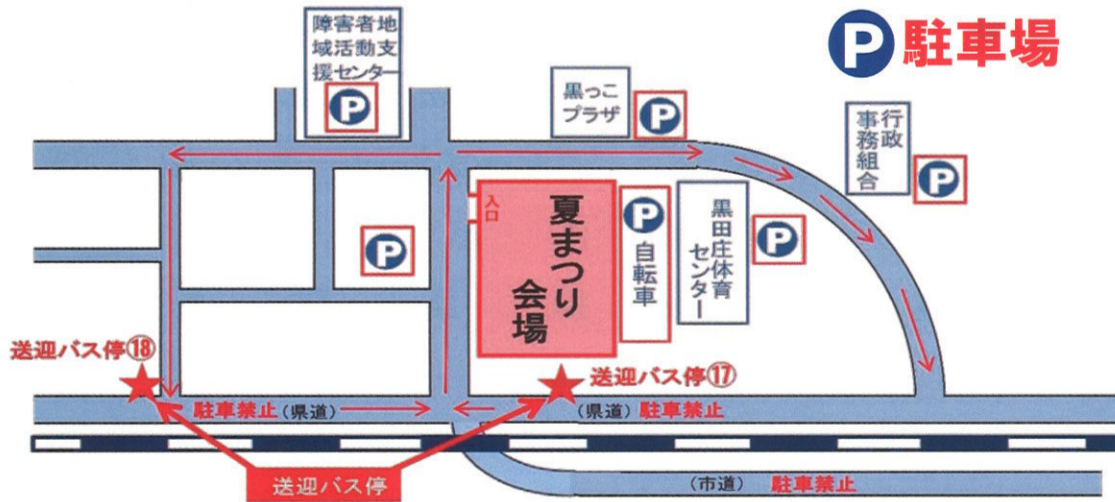 障害者地
域活動支
援センター
P
P 駐車場
黒っこ
プラザ
P
行政
事務組合
P
入口
夏まつり
会場
P
自転車
黒田庄体育
センター
P
P
送迎バス停⑱
送迎バス停⑰
駐車禁止(県道)
(県道)駐車禁止
送迎バス停
(市道)駐車禁止